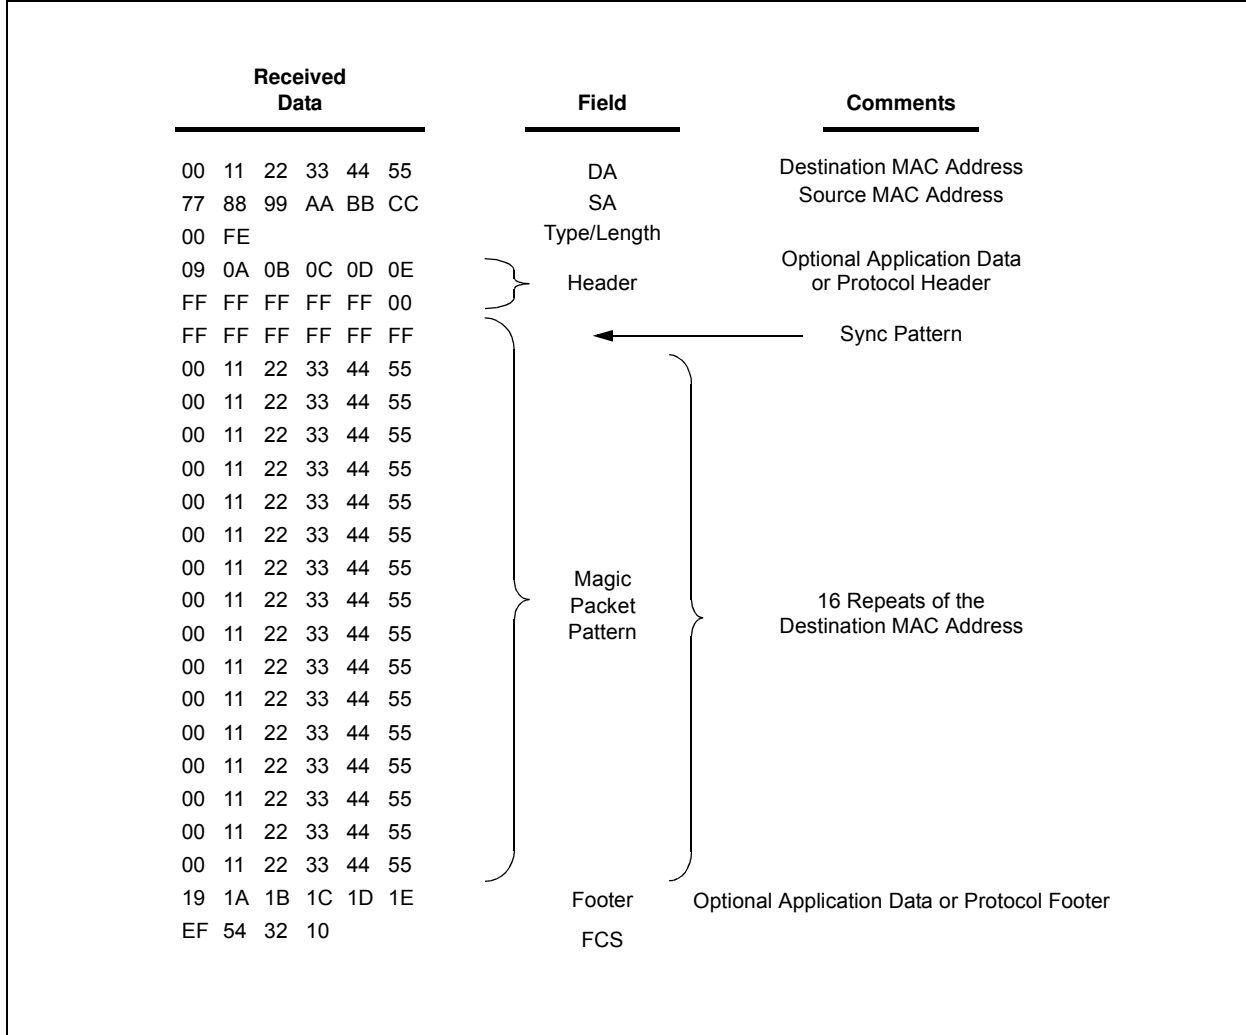 Received
Data Field Comments
00 11 22 33 44 55 DA Destination MAC Address
77 88 99 AA BB CC SA Source MAC Address
00 FE Type/Length
09 0A 0B 0C 0D 0E Header Optional Application Data
or Protocol Header
FF FF FF FF FF 00
FF FF FF FF FF FF Sync Pattern
00 11 22 33 44 55
00 11 22 33 44 55
00 11 22 33 44 55
00 11 22 33 44 55
00 11 22 33 44 55
00 11 22 33 44 55
00 11 22 33 44 55 Magic
00 11 22 33 44 55 Packet 16 Repeats of the
00 11 22 33 44 55 Pattern Destination MAC Address
00 11 22 33 44 55
00 11 22 33 44 55
00 11 22 33 44 55
00 11 22 33 44 55
00 11 22 33 44 55
00 11 22 33 44 55
00 11 22 33 44 55
19 1A 1B 1C 1D 1E Footer Optional Application Data or Protocol Footer
EF 54 32 10 FCS